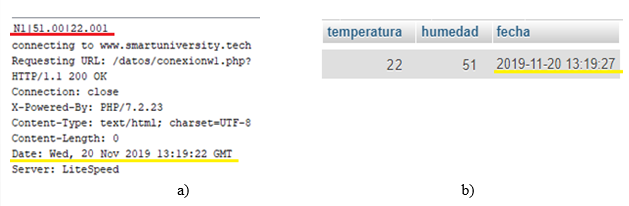 N1|51.00|22.001
connecting to www.smartuniversity.tech
Requesting URL: /datos/conexionw1.php?
HTTP/1.1 200 OK
Connection: close
X-Powered-By: PHP/7.2.23
Content-Type: text/html; charset=UTF-8
Content-Length: 0
Date: Wed, 20 Nov 2019 13:19:22 GMT
Server: LiteSpeed
a)
temperatura humedad fecha
22 51 2019-11-20 13:19:27
b)